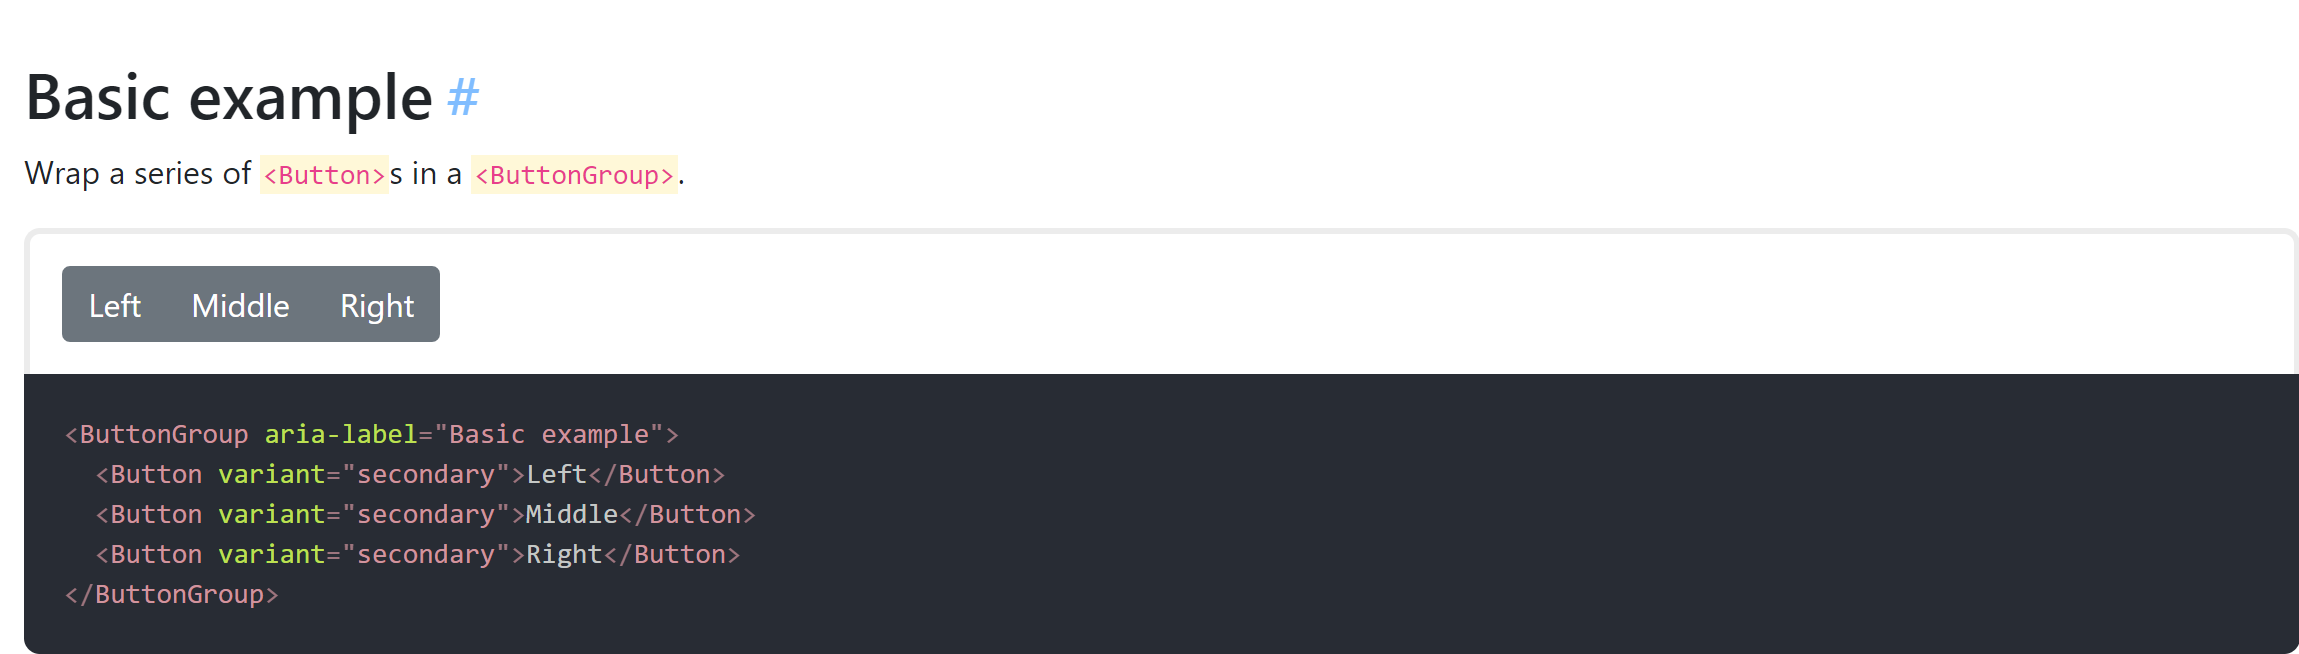 Basic example #
Wrap a series of <Button>s in a <ButtonGroup>.
Left Middle Right
<ButtonGroup aria-label="Basic example">
  <Button variant="secondary">Left</Button>
  <Button variant="secondary">Middle</Button>
  <Button variant="secondary">Right</Button>
</ButtonGroup>